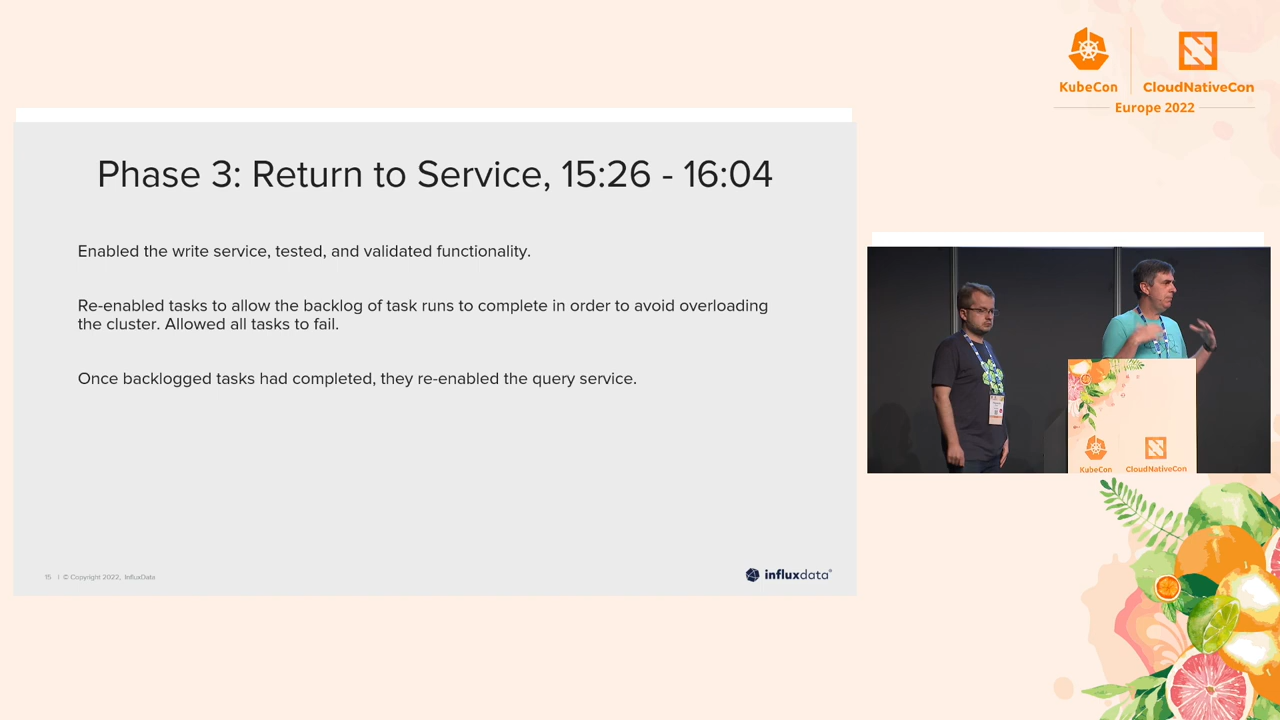 KubeCon
CloudNativeCon
Europe 2022
Phase 3: Return to Service, 15:26 - 16:04
Enabled the write service, tested, and validated functionality.
Re-enabled tasks to allow the backlog of task runs to complete in order to avoid overloading
the cluster. Allowed all tasks to fail.
Once backlogged tasks had completed, they re-enabled the query service.
15 | © Copyright 2022, InfluxData
influxdata®
KubeCon
CloudNativeCon